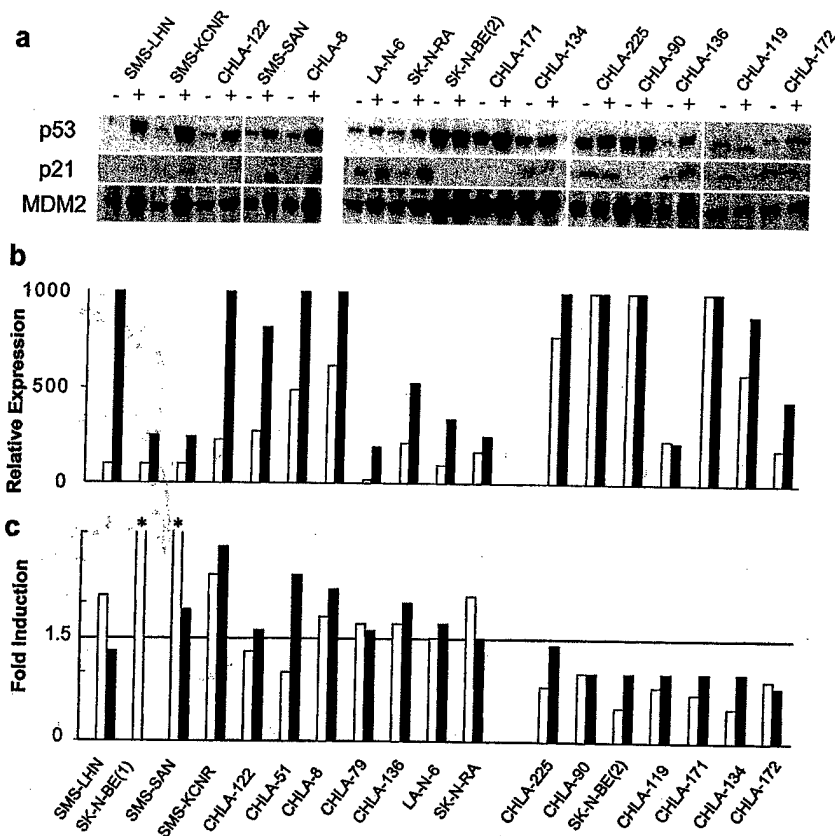 a
SMS-LHN SMS-KCNR CHLA-122 SMS-SAN CHLA-8 LA-N-6 SK-N-RA SK-N-BE(2) CHLA-171 CHLA-134 CHLA-225 CHLA-90 CHLA-136 CHLA-119 CHLA-172
- + - + - + - + - + - + - + - + - + - + - + - + - + - + - +
p53
p21
MDM2
b
Relative Expression
1000
500
0
c
Fold Induction
* *
1.5
0
SMS-LHN SK-N-BE(1) SMS-SAN SMS-KCNR CHLA-122 CHLA-51 CHLA-8 CHLA-79 CHLA-136 LA-N-6 SK-N-RA CHLA-225 CHLA-90 SK-N-BE(2) CHLA-119 CHLA-171 CHLA-134 CHLA-172